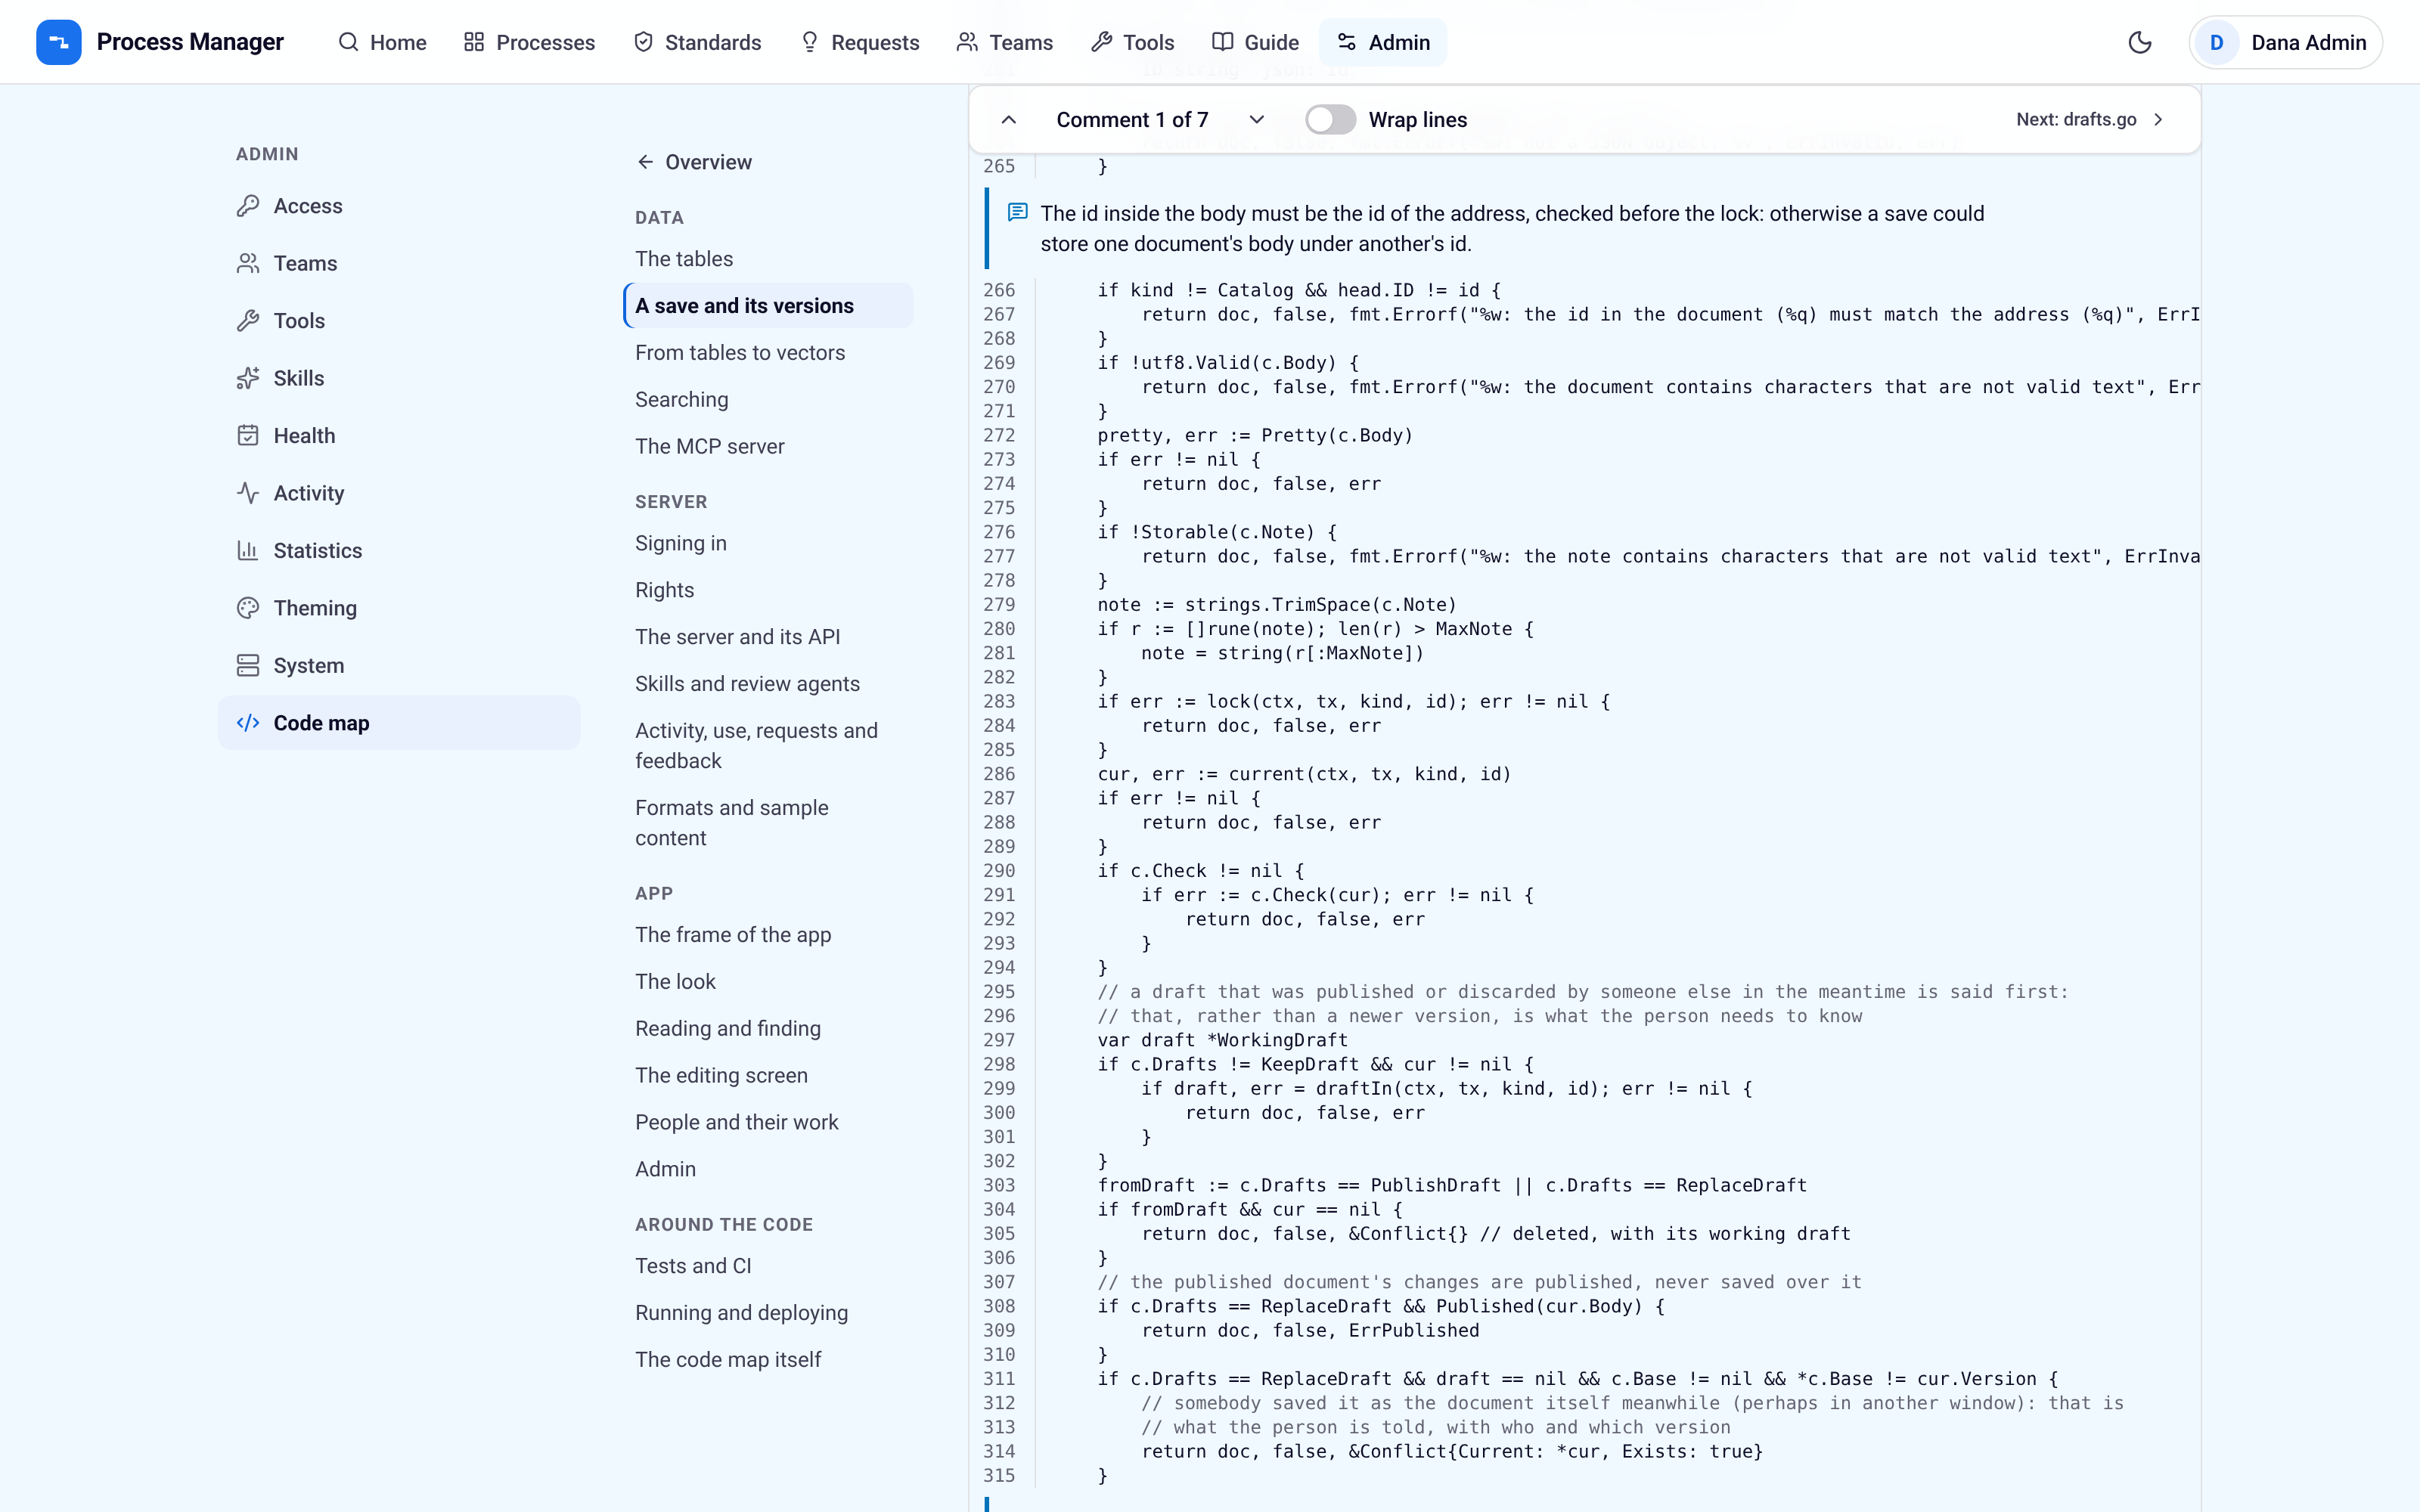 Process Manager
Home
Processes
Standards
Requests
Teams
Tools
Guide
Admin
D
Dana Admin
ADMIN
Access
Teams
Tools
Skills
Health
Activity
Statistics
Theming
System
Code map
Overview
DATA
The tables
A save and its versions
From tables to vectors
Searching
The MCP server
SERVER
Signing in
Rights
The server and its API
Skills and review agents
Activity, use, requests and
feedback
Formats and sample
content
APP
The frame of the app
The look
Reading and finding
The editing screen
People and their work
Admin
AROUND THE CODE
Tests and CI
Running and deploying
The code map itself
Comment 1 of 7
Wrap lines
Next: drafts.go
265 }
The id inside the body must be the id of the address, checked before the lock: otherwise a save could
store one document's body under another's id.
266 if kind != Catalog && head.ID != id {
267 return doc, false, fmt.Errorf("%w: the id in the document (%q) must match the address (%q)", ErrI
268 }
269 if !utf8.Valid(c.Body) {
270 return doc, false, fmt.Errorf("%w: the document contains characters that are not valid text", Err
271 }
272 pretty, err := Pretty(c.Body)
273 if err != nil {
274 return doc, false, err
275 }
276 if !Storable(c.Note) {
277 return doc, false, fmt.Errorf("%w: the note contains characters that are not valid text", ErrInva
278 }
279 note := strings.TrimSpace(c.Note)
280 if r := []rune(note); len(r) > MaxNote {
281 note = string(r[:MaxNote])
282 }
283 if err := lock(ctx, tx, kind, id); err != nil {
284 return doc, false, err
285 }
286 cur, err := current(ctx, tx, kind, id)
287 if err != nil {
288 return doc, false, err
289 }
290 if c.Check != nil {
291 if err := c.Check(cur); err != nil {
292 return doc, false, err
293 }
294 }
295 // a draft that was published or discarded by someone else in the meantime is said first:
296 // that, rather than a newer version, is what the person needs to know
297 var draft *WorkingDraft
298 if c.Drafts != KeepDraft && cur != nil {
299 if draft, err = draftIn(ctx, tx, kind, id); err != nil {
300 return doc, false, err
301 }
302 }
303 fromDraft := c.Drafts == PublishDraft || c.Drafts == ReplaceDraft
304 if fromDraft && cur == nil {
305 return doc, false, &Conflict{} // deleted, with its working draft
306 }
307 // the published document's changes are published, never saved over it
308 if c.Drafts == ReplaceDraft && Published(cur.Body) {
309 return doc, false, ErrPublished
310 }
311 if c.Drafts == ReplaceDraft && draft == nil && c.Base != nil && *c.Base != cur.Version {
312 // somebody saved it as the document itself meanwhile (perhaps in another window): that is
313 // what the person is told, with who and which version
314 return doc, false, &Conflict{Current: *cur, Exists: true}
315 }